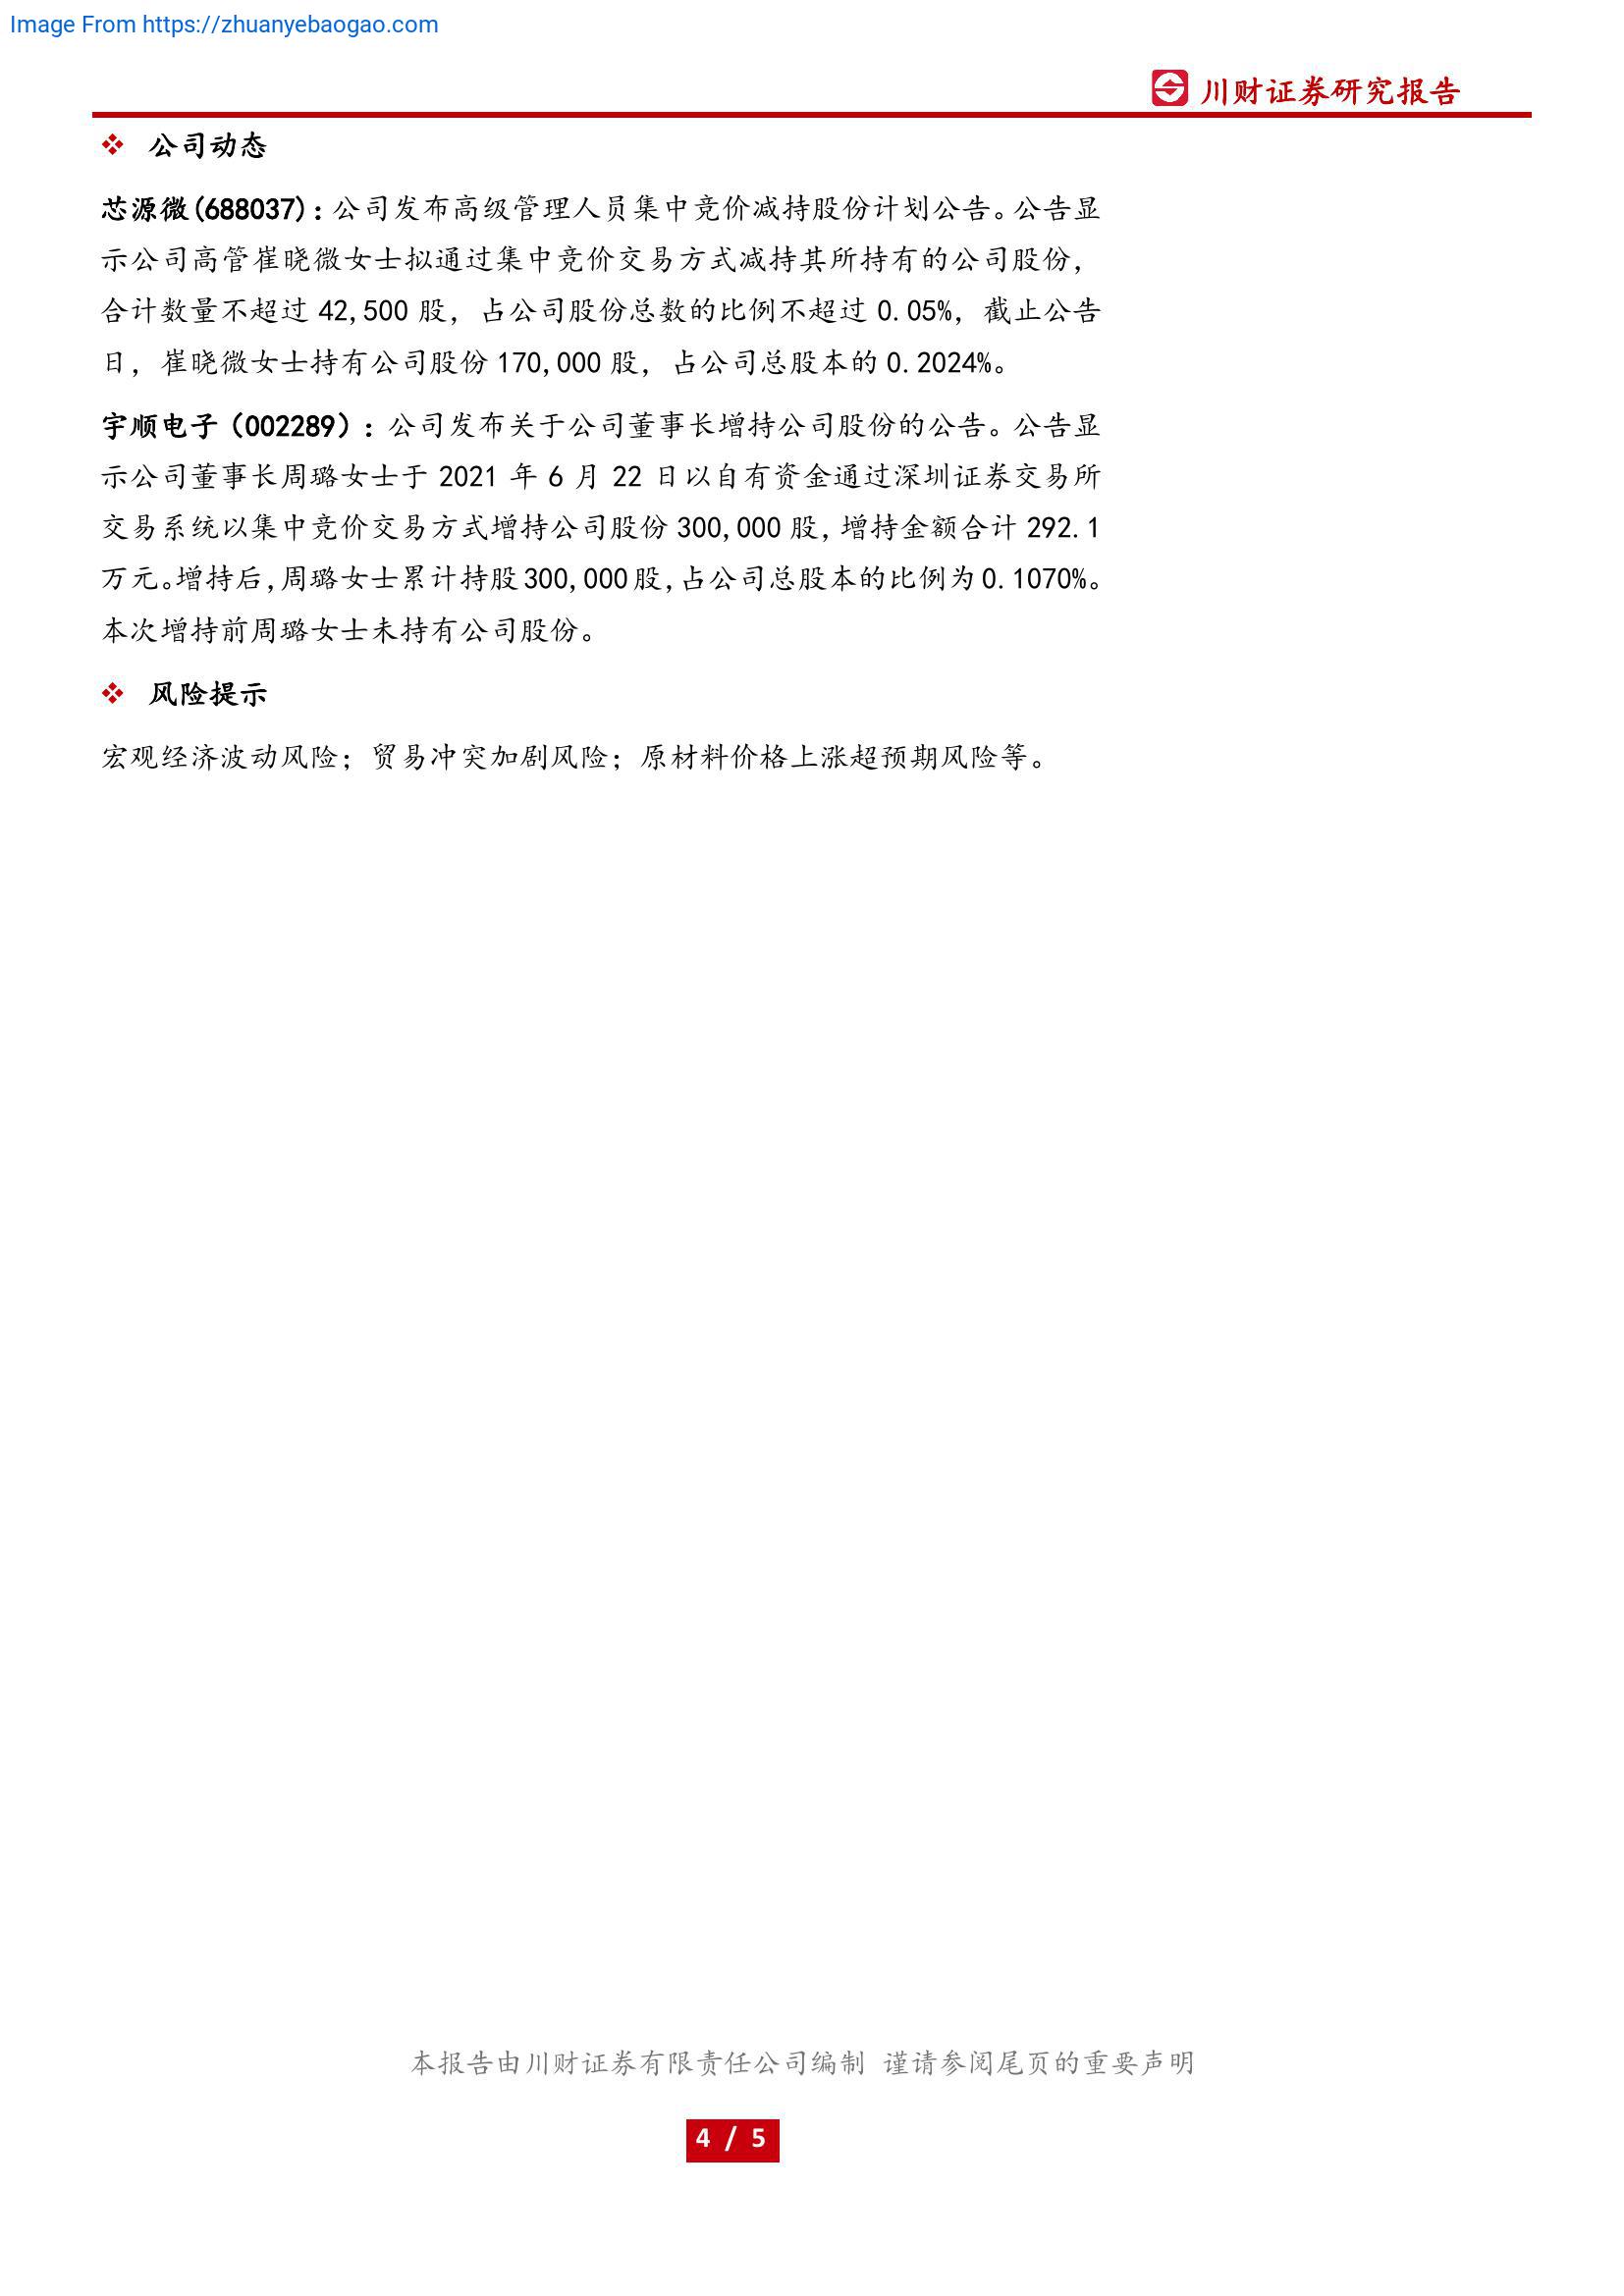 Image From https://zhuanyebaogao.com
川财证券研究报告
❖ 公司动态
芯源微(688037)：公司发布高级管理人员集中竞价减持股份计划公告。公告显
示公司高管崔晓微女士拟通过集中竞价交易方式减持其所持有的公司股份，
合计数量不超过 42,500 股，占公司股份总数的比例不超过 0.05%，截止公告
日，崔晓微女士持有公司股份 170,000 股，占公司总股本的 0.2024%。
宇顺电子（002289）：公司发布关于公司董事长增持公司股份的公告。公告显
示公司董事长周璐女士于 2021 年 6 月 22 日以自有资金通过深圳证券交易所
交易系统以集中竞价交易方式增持公司股份 300,000 股，增持金额合计 292.1
万元。增持后，周璐女士累计持股 300,000 股，占公司总股本的比例为 0.1070%。
本次增持前周璐女士未持有公司股份。
❖ 风险提示
宏观经济波动风险；贸易冲突加剧风险；原材料价格上涨超预期风险等。
本报告由川财证券有限责任公司编制 谨请参阅尾页的重要声明
4 / 5